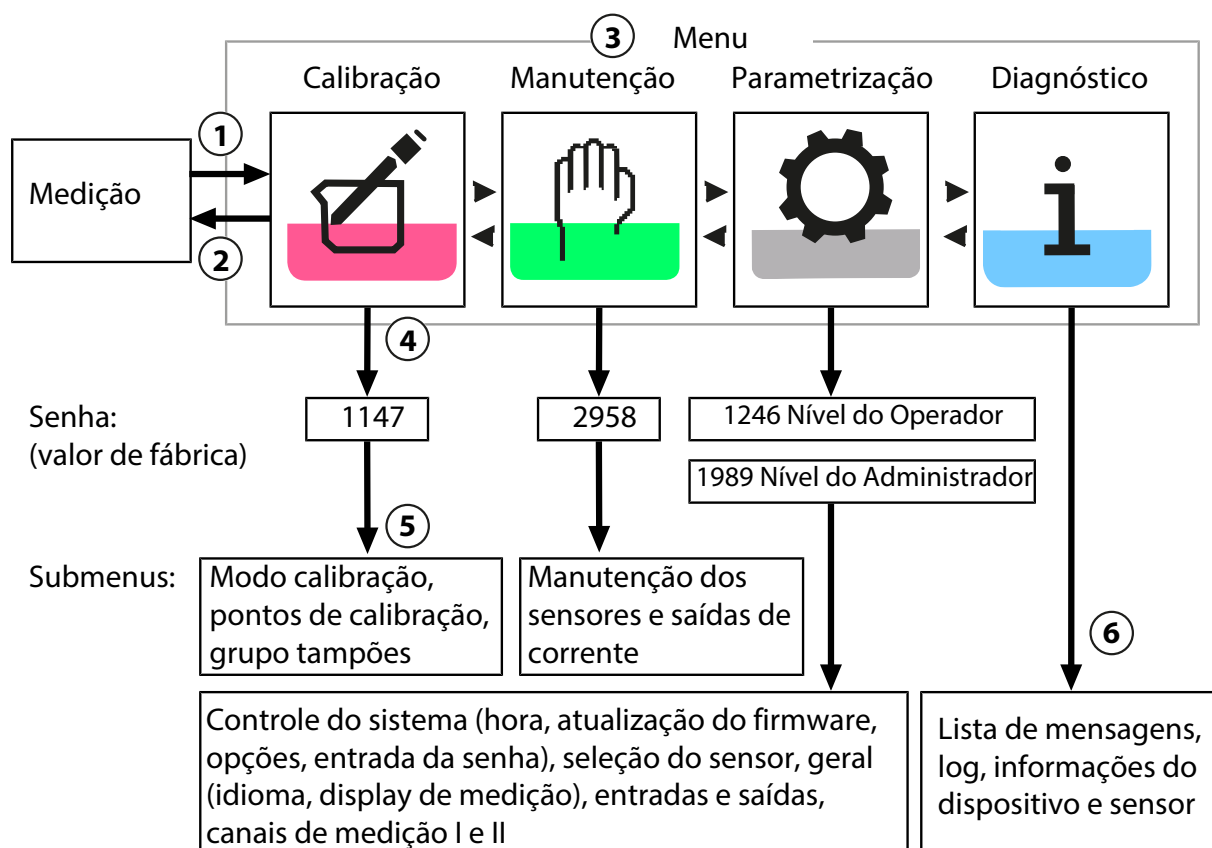 3 Menu
Calibração Manutenção Parametrização Diagnóstico
1
Medição
2
4
Senha:
(valor de fábrica)
1147
2958
1246 Nível do Operador
1989 Nível do Administrador
5
Submenus:
Modo calibração,
pontos de calibração,
grupo tampões
Manutenção dos
sensores e saídas de
corrente
6
Controle do sistema (hora, atualização do firmware,
opções, entrada da senha), seleção do sensor, geral
(idioma, display de medição), entradas e saídas,
canais de medição I e II
Lista de mensagens,
log, informações do
dispositivo e sensor